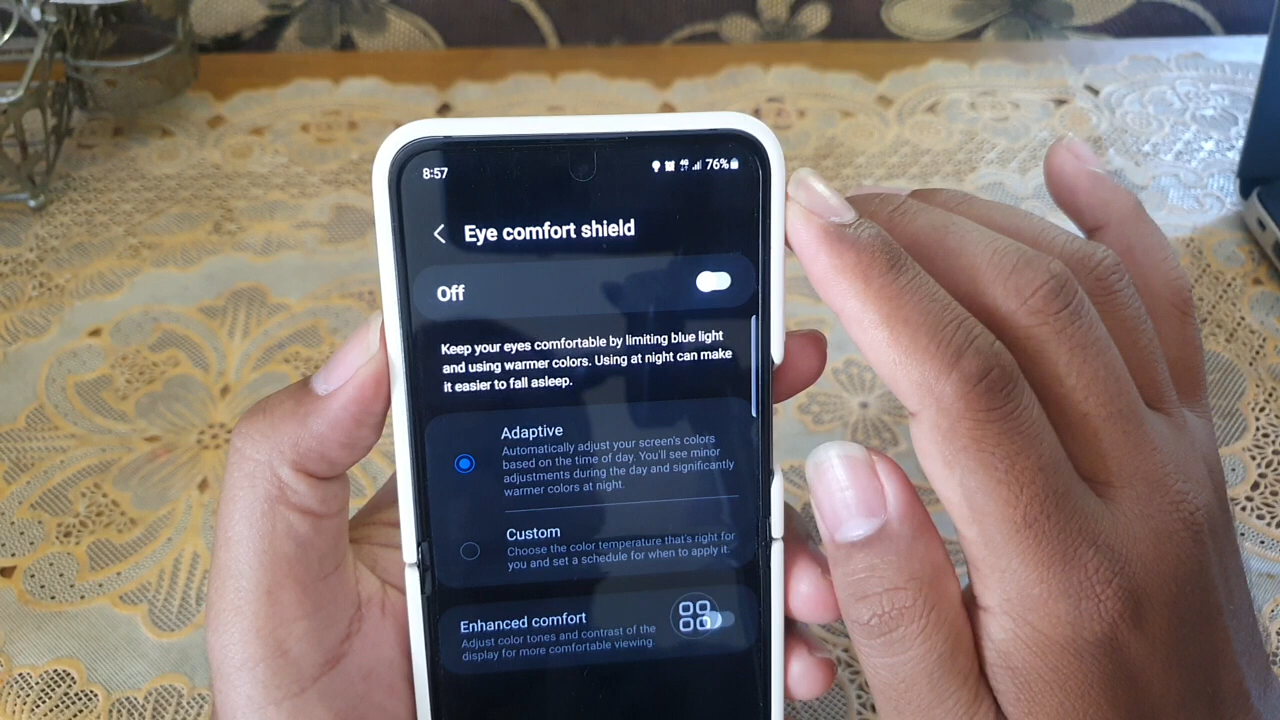 8:57
76%
Eye comfort shield
Off
Keep your eyes comfortable by limiting blue light
and using warmer colors. Using at night can make
it easier to fall asleep.
Adaptive
Automatically adjust your screen's colors
based on the time of day. You'll see minor
adjustments during the day and significantly
warmer colors at night.
Custom
Choose the color temperature that's right for
you and set a schedule for when to apply it.
Enhanced comfort
Adjust color tones and contrast of the
display for more comfortable viewing.